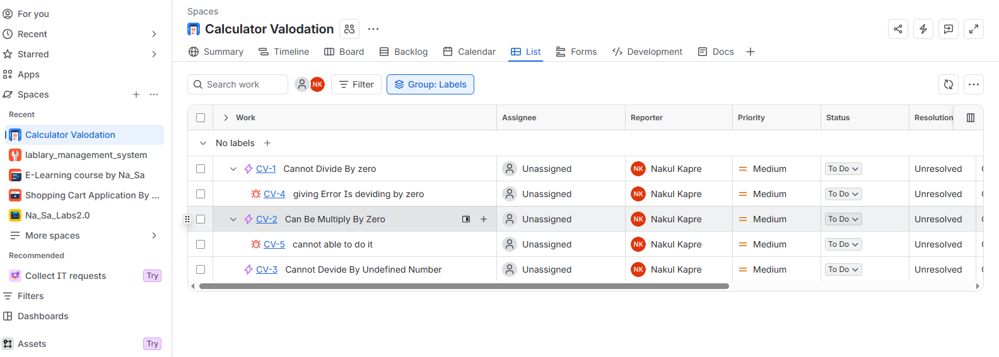 For you
Recent
Starred
Apps
Spaces
Recent
Calculator Valodation
lablary_management_system
E-Learning course by Na_Sa
Shopping Cart Application By ...
Na_Sa_Labs2.0
More spaces
Recommended
Collect IT requests Try
Filters
Dashboards
Assets Try
Spaces
Calculator Valodation
Summary Timeline Board Backlog Calendar List Forms Development Docs
Search work NK Filter Group: Labels
Work Assignee Reporter Priority Status Resolution
No labels
CV-1 Cannot Divide By zero Unassigned NK Nakul Kapre Medium To Do Unresolved
CV-4 giving Error Is deviding by zero Unassigned NK Nakul Kapre Medium To Do Unresolved
CV-2 Can Be Multiply By Zero Unassigned NK Nakul Kapre Medium To Do Unresolved
CV-5 cannot able to do it Unassigned NK Nakul Kapre Medium To Do Unresolved
CV-3 Cannot Devide By Undefined Number Unassigned NK Nakul Kapre Medium To Do Unresolved